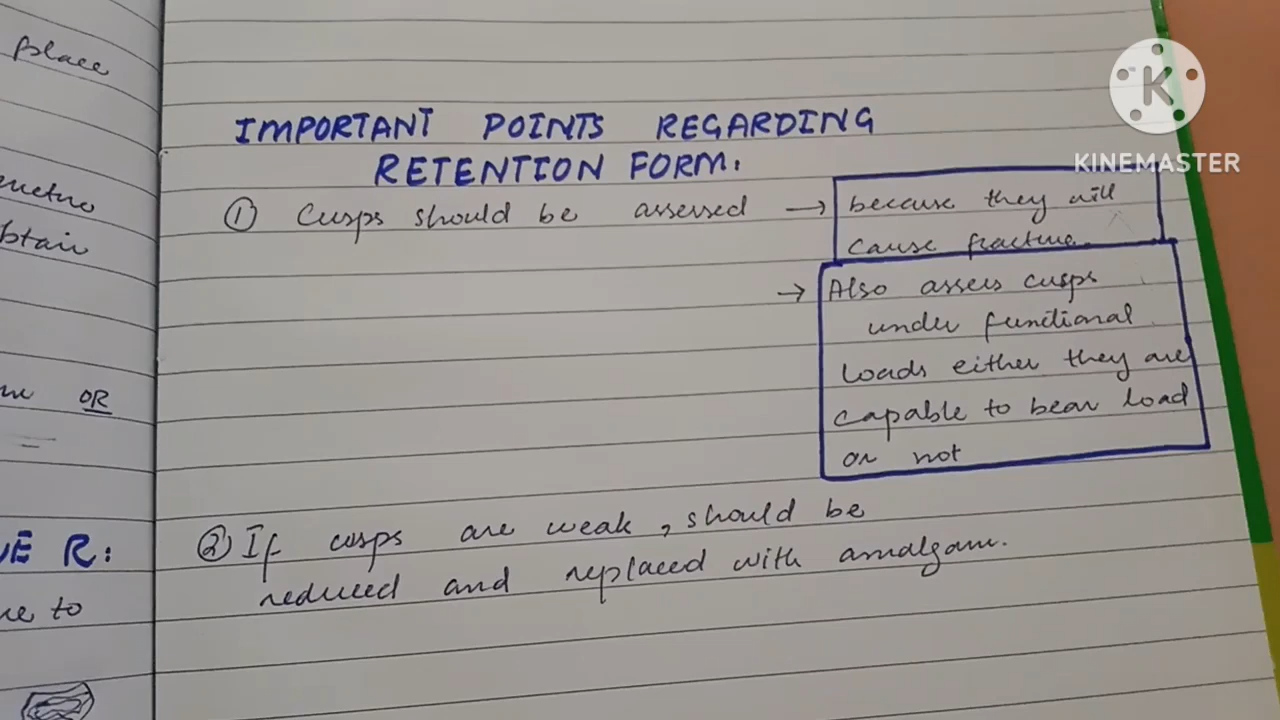 place
OR
E R:
to
IMPORTANT POINTS REGARDING
RETENTION FORM.
① Cusps should be assessed → because they will
cause fracture.
→ Also assess cusps
under functional
loads either they are
capable to bear load
or not
② If cusps are weak, should be
reduced and replaced with amalgam.
K
KINEMASTER